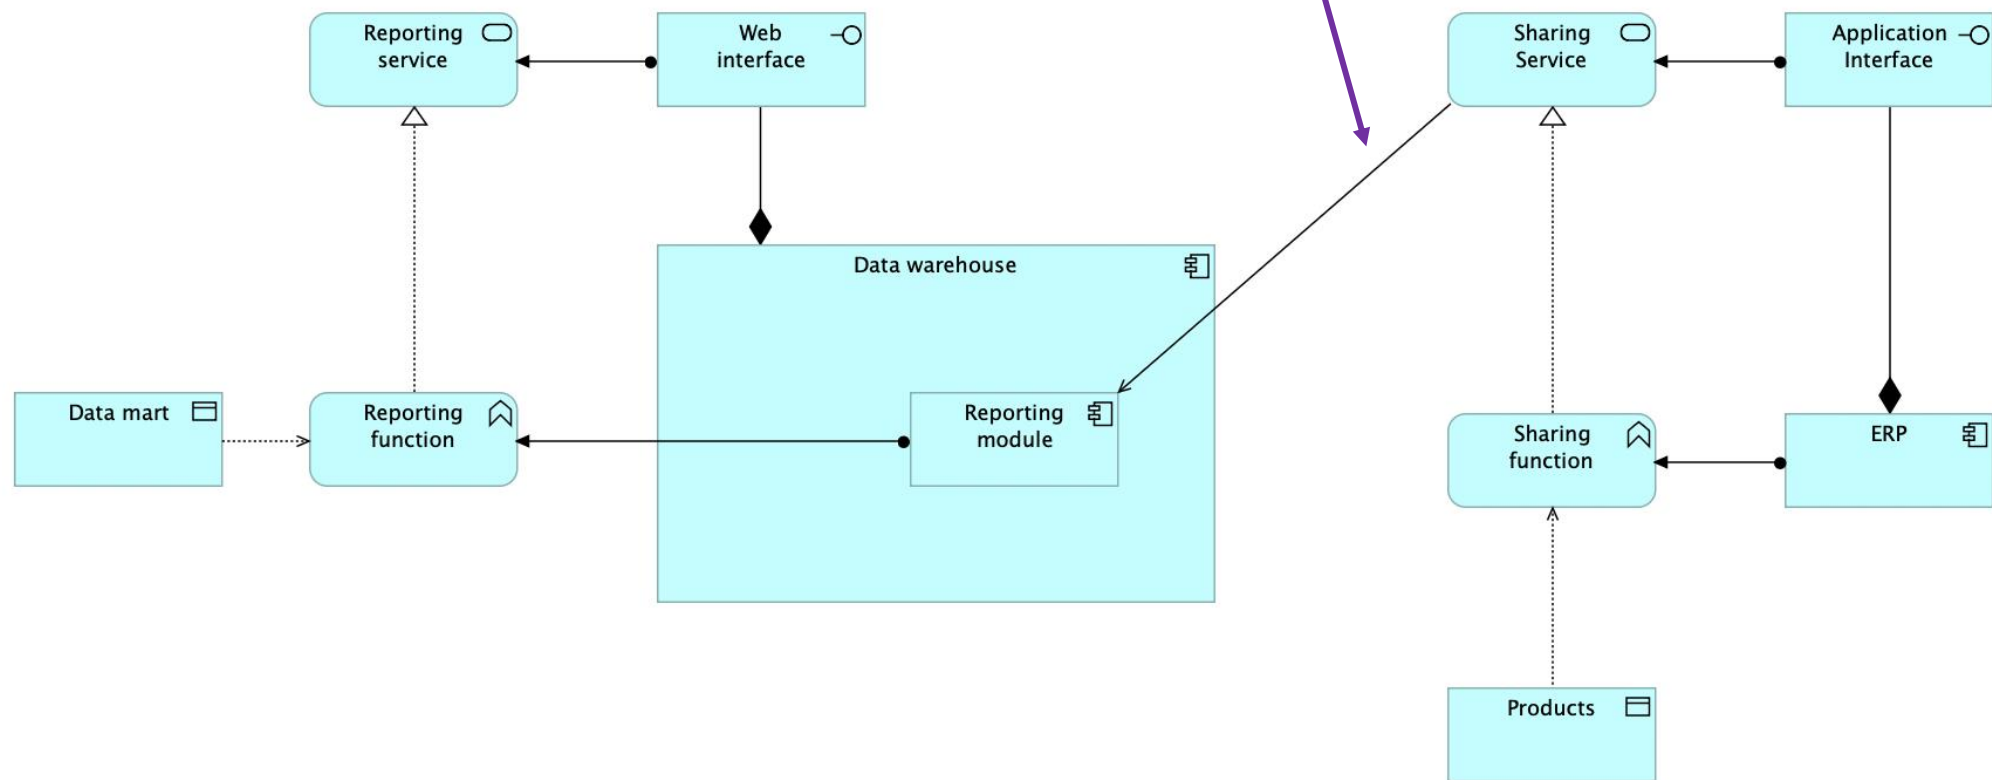 Reporting
service
Web
interface
Sharing
Service
Application
Interface
Data warehouse
Data mart
Reporting
function
Reporting
module
Sharing
function
ERP
Products